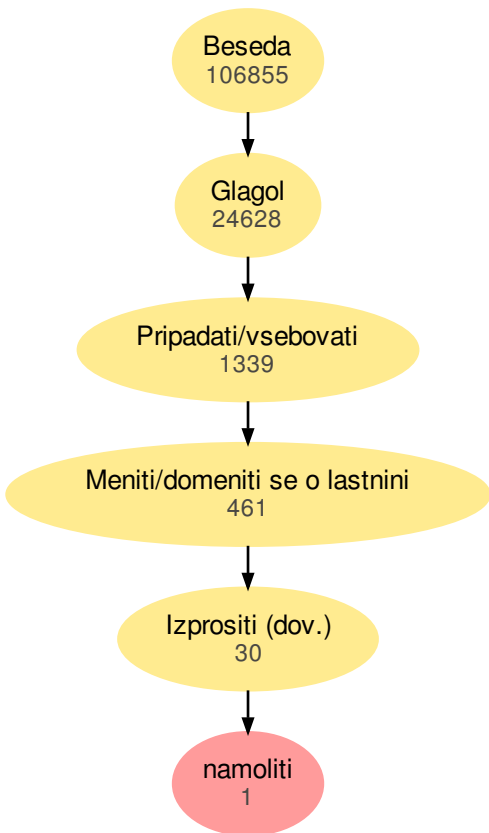 Beseda
106855
Glagol
24628
Pripadati/vsebovati
1339
Meniti/domeniti se o lastnini
461
Izprositi (dov.)
30
namoliti
1